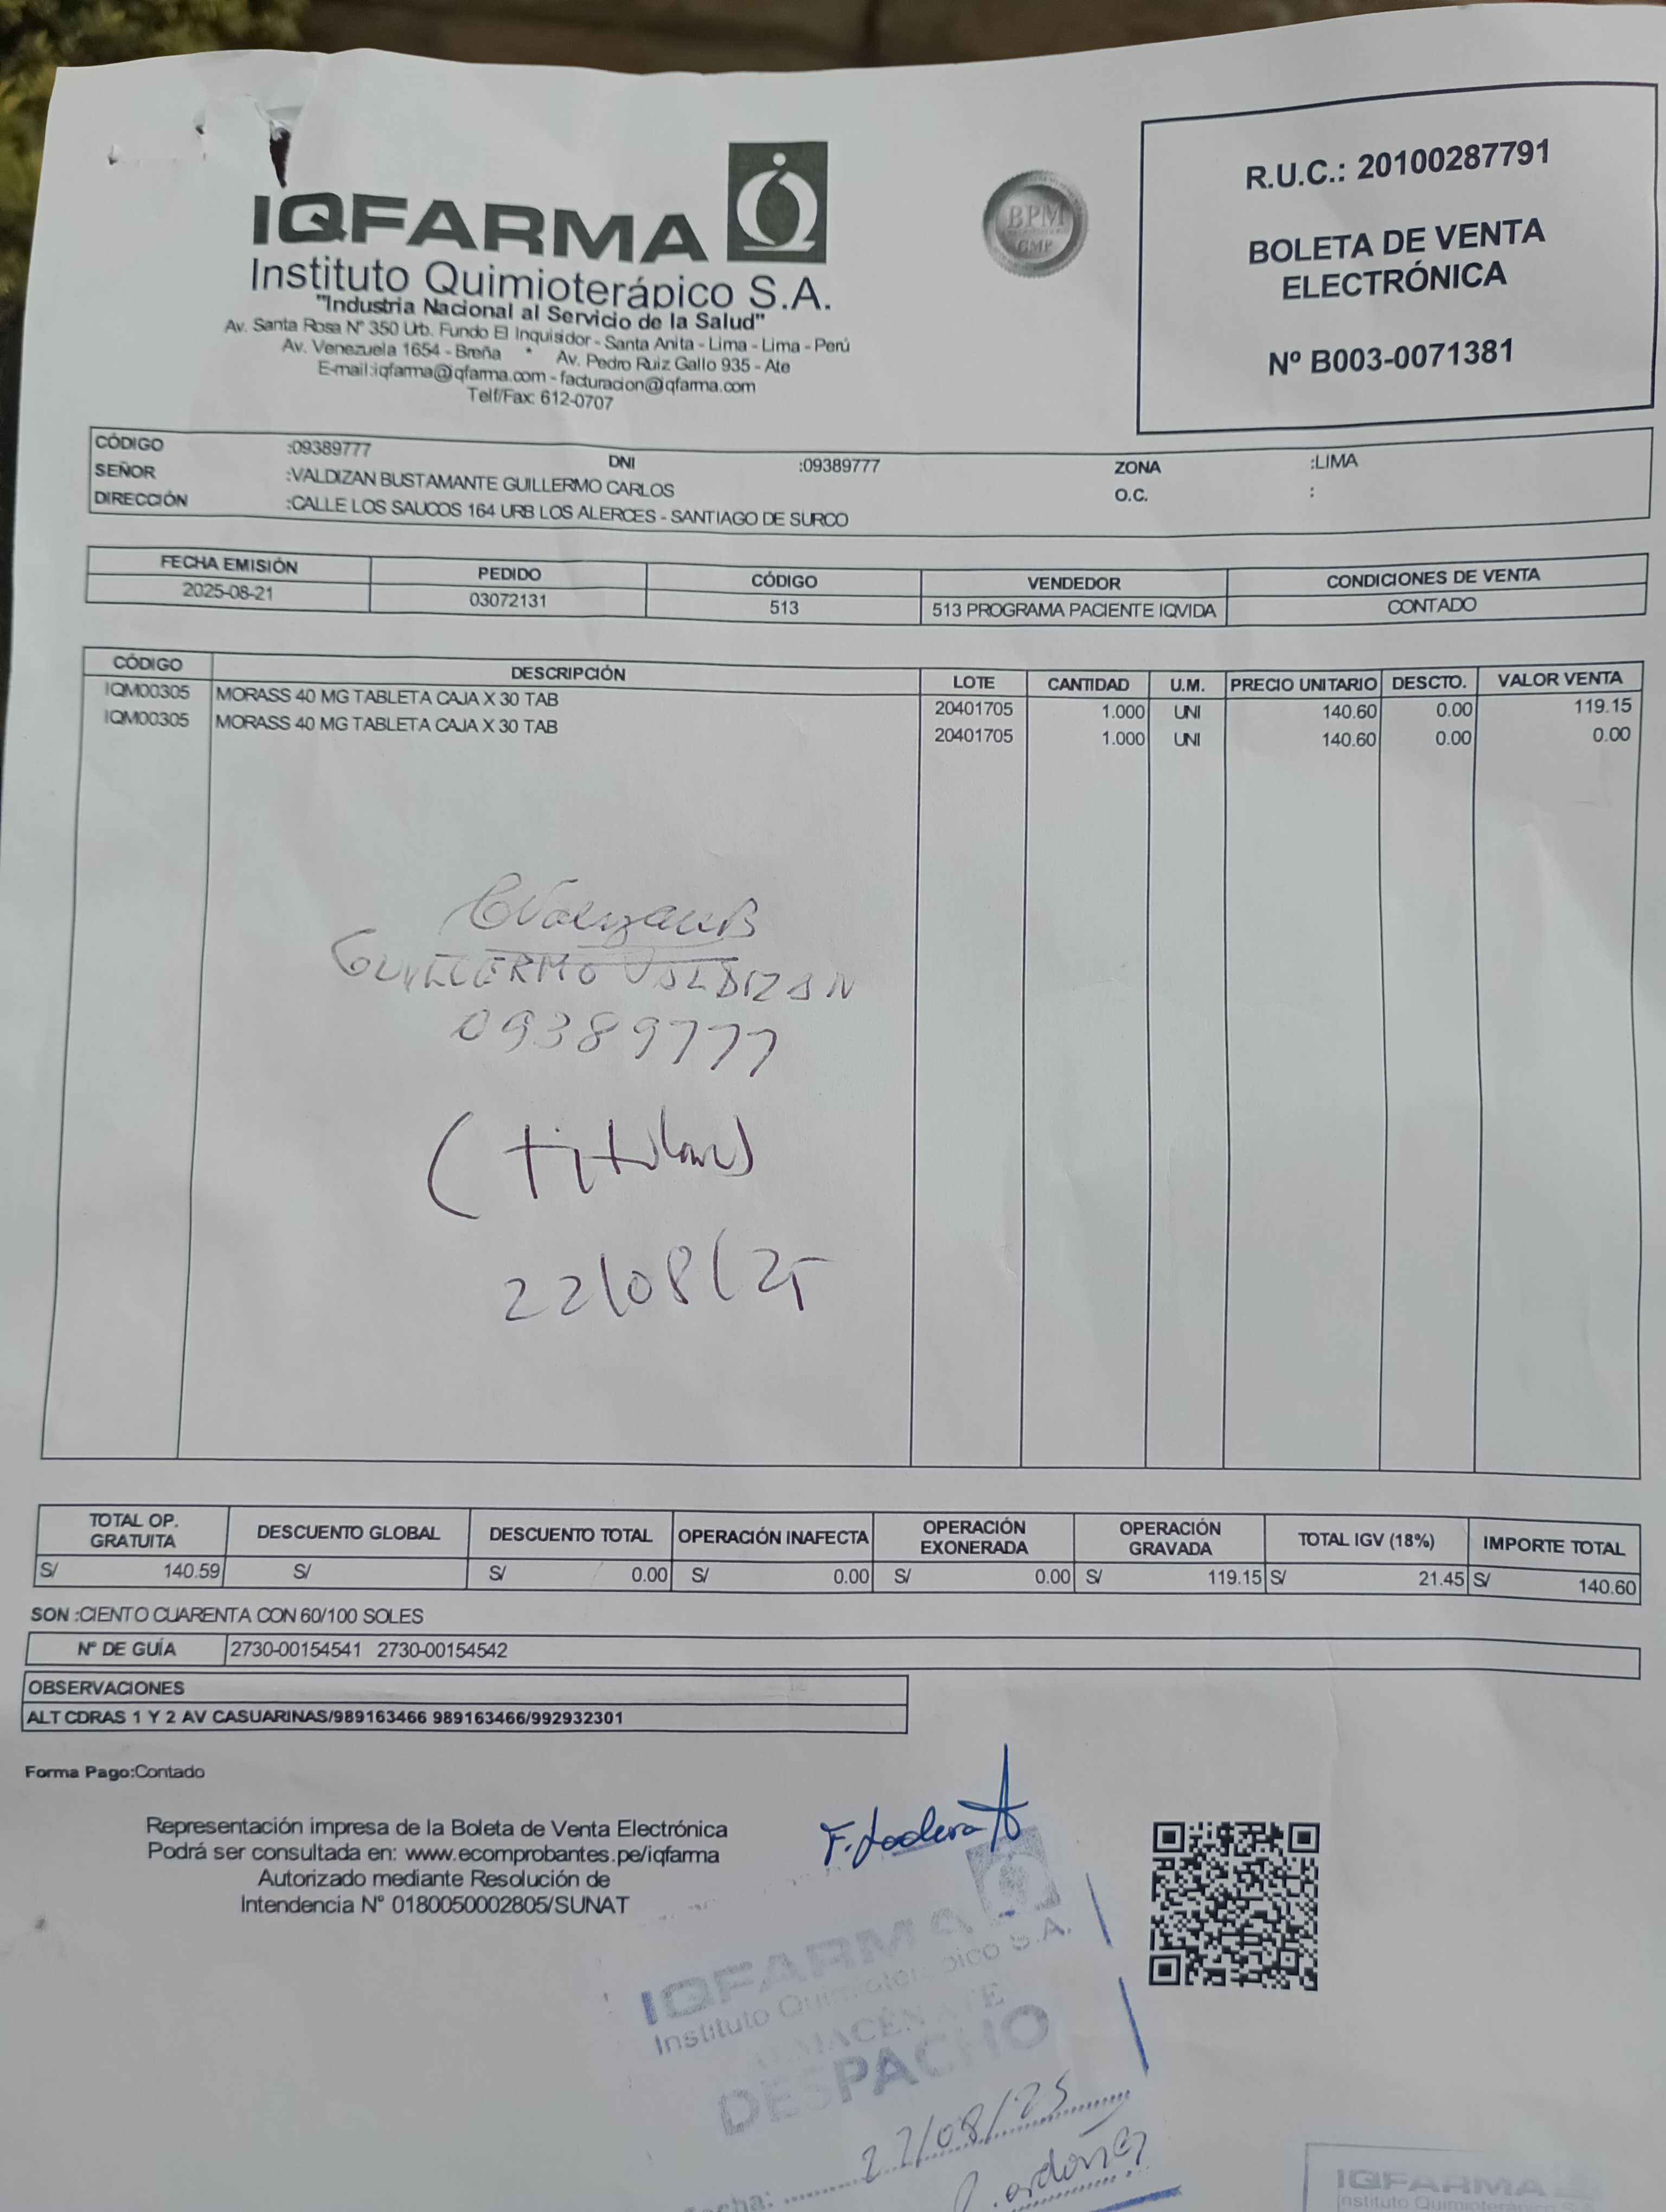 IQFARMA
Instituto Quimioterápico S.A.
"Industria Nacional al Servicio de la Salud"
Av. Santa Rosa N° 350 Urb. Fundo El Inquisidor - Santa Anita - Lima - Lima - Perú
Av. Venezuela 1654 - Breña * Av. Pedro Ruiz Gallo 935 - Ate
E-mail:iqfarma@iqfarma.com - facturacion@iqfarma.com
Telf/Fax: 612-0707
BPM
GMP
R.U.C.: 20100287791
BOLETA DE VENTA
ELECTRÓNICA
Nº B003-0071381
CÓDIGO :09389777 DNI :09389777 ZONA :LIMA
SEÑOR :VALDIZAN BUSTAMANTE GUILLERMO CARLOS O.C. :
DIRECCIÓN :CALLE LOS SAUCOS 164 URB LOS ALERCES - SANTIAGO DE SURCO
FECHA EMISIÓN PEDIDO CÓDIGO VENDEDOR CONDICIONES DE VENTA
2025-08-21 03072131 513 513 PROGRAMA PACIENTE IQVIDA CONTADO
CÓDIGO DESCRIPCIÓN LOTE CANTIDAD U.M. PRECIO UNITARIO DESCTO. VALOR VENTA
IQM00305 MORASS 40 MG TABLETA CAJA X 30 TAB 20401705 1.000 UNI 140.60 0.00 119.15
IQM00305 MORASS 40 MG TABLETA CAJA X 30 TAB 20401705 1.000 UNI 140.60 0.00 0.00
GUILLERMO VALDIZAN
09389777
(titular)
22/08/25
TOTAL OP. GRATUITA DESCUENTO GLOBAL DESCUENTO TOTAL OPERACIÓN INAFECTA OPERACIÓN EXONERADA OPERACIÓN GRAVADA TOTAL IGV (18%) IMPORTE TOTAL
S/ 140.59 S/ S/ 0.00 S/ 0.00 S/ 0.00 S/ 119.15 S/ 21.45 S/ 140.60
SON :CIENTO CUARENTA CON 60/100 SOLES
N° DE GUÍA 2730-00154541 2730-00154542
OBSERVACIONES
ALT CDRAS 1 Y 2 AV CASUARINAS/989163466 989163466/992932301
Forma Pago:Contado
Representación impresa de la Boleta de Venta Electrónica
Podrá ser consultada en: www.ecomprobantes.pe/iqfarma
Autorizado mediante Resolución de
Intendencia N° 0180050002805/SUNAT
IQFARMA
Instituto Quimioterápico S.A.
ALMACÉN ATE
DESPACHO
22/08/25
IQFARMA
Instituto Quimioterápico